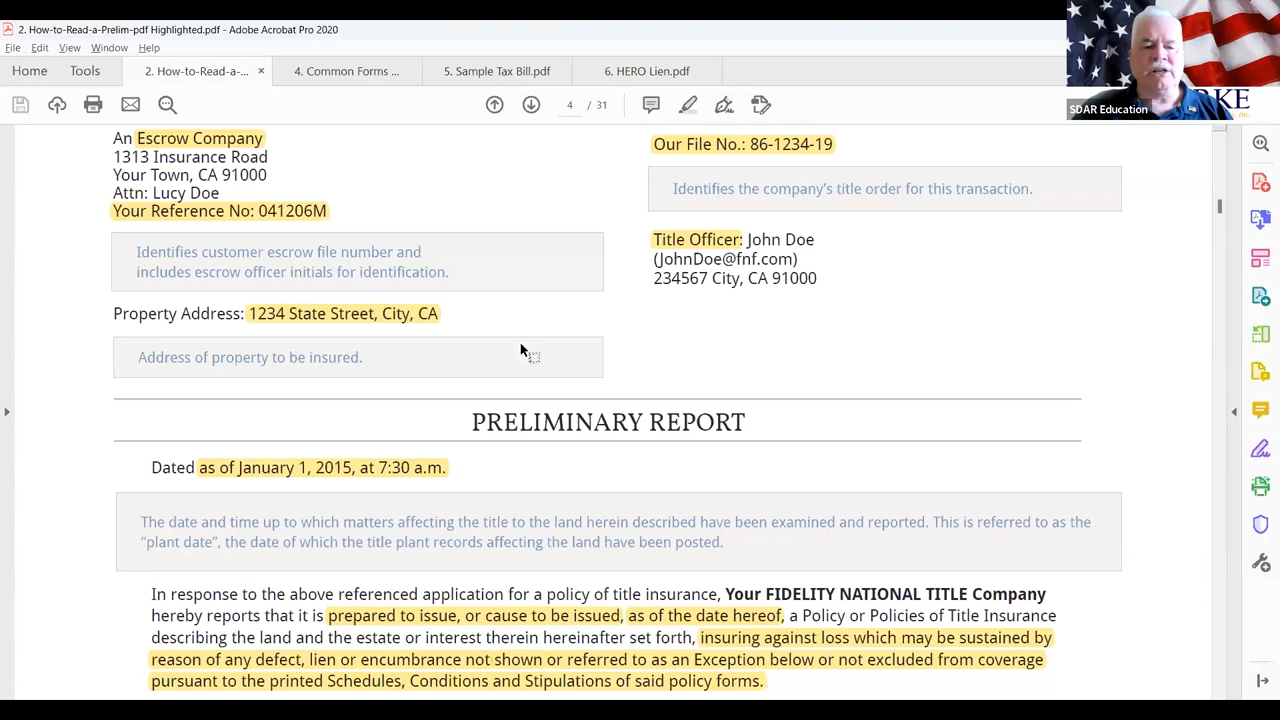 2. How-to-Read-a-Prelim-pdf Highlighted.pdf - Adobe Acrobat Pro 2020
File Edit View Window Help
Home Tools 2. How-to-Read-a-... × 4. Common Forms ... 5. Sample Tax Bill.pdf 6. HERO Lien.pdf
4 / 31
RKE
SDAR Education
An Escrow Company
1313 Insurance Road
Your Town, CA 91000
Attn: Lucy Doe
Your Reference No: 041206M
Identifies customer escrow file number and
includes escrow officer initials for identification.
Property Address: 1234 State Street, City, CA
Address of property to be insured.
Our File No.: 86-1234-19
Identifies the company's title order for this transaction.
Title Officer: John Doe
(JohnDoe@fnf.com)
234567 City, CA 91000
PRELIMINARY REPORT
Dated as of January 1, 2015, at 7:30 a.m.
The date and time up to which matters affecting the title to the land herein described have been examined and reported. This is referred to as the
“plant date”, the date of which the title plant records affecting the land have been posted.
In response to the above referenced application for a policy of title insurance, Your FIDELITY NATIONAL TITLE Company
hereby reports that it is prepared to issue, or cause to be issued, as of the date hereof, a Policy or Policies of Title Insurance
describing the land and the estate or interest therein hereinafter set forth, insuring against loss which may be sustained by
reason of any defect, lien or encumbrance not shown or referred to as an Exception below or not excluded from coverage
pursuant to the printed Schedules, Conditions and Stipulations of said policy forms.